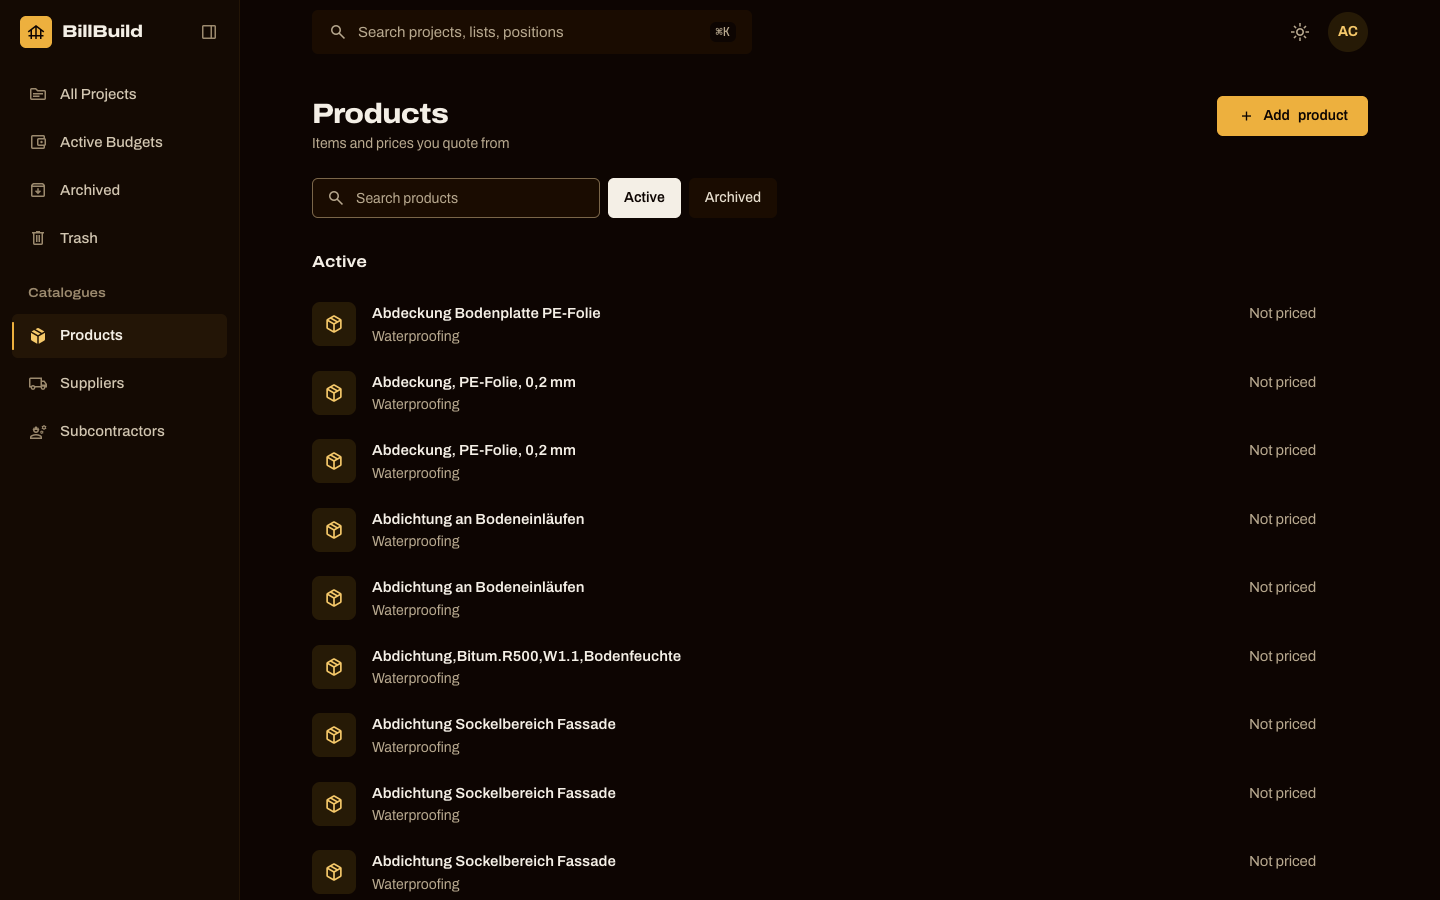 BillBuild
Search projects, lists, positions
⌘K
AC
All Projects
Active Budgets
Archived
Trash
Catalogues
Products
Suppliers
Subcontractors
Products
Items and prices you quote from
Add product
Search products
Active
Archived
Active
Abdeckung Bodenplatte PE-Folie
Not priced
Waterproofing
Abdeckung, PE-Folie, 0,2 mm
Not priced
Waterproofing
Abdeckung, PE-Folie, 0,2 mm
Not priced
Waterproofing
Abdichtung an Bodeneinläufen
Not priced
Waterproofing
Abdichtung an Bodeneinläufen
Not priced
Waterproofing
Abdichtung,Bitum.R500,W1.1,Bodenfeuchte
Not priced
Waterproofing
Abdichtung Sockelbereich Fassade
Not priced
Waterproofing
Abdichtung Sockelbereich Fassade
Not priced
Waterproofing
Abdichtung Sockelbereich Fassade
Not priced
Waterproofing